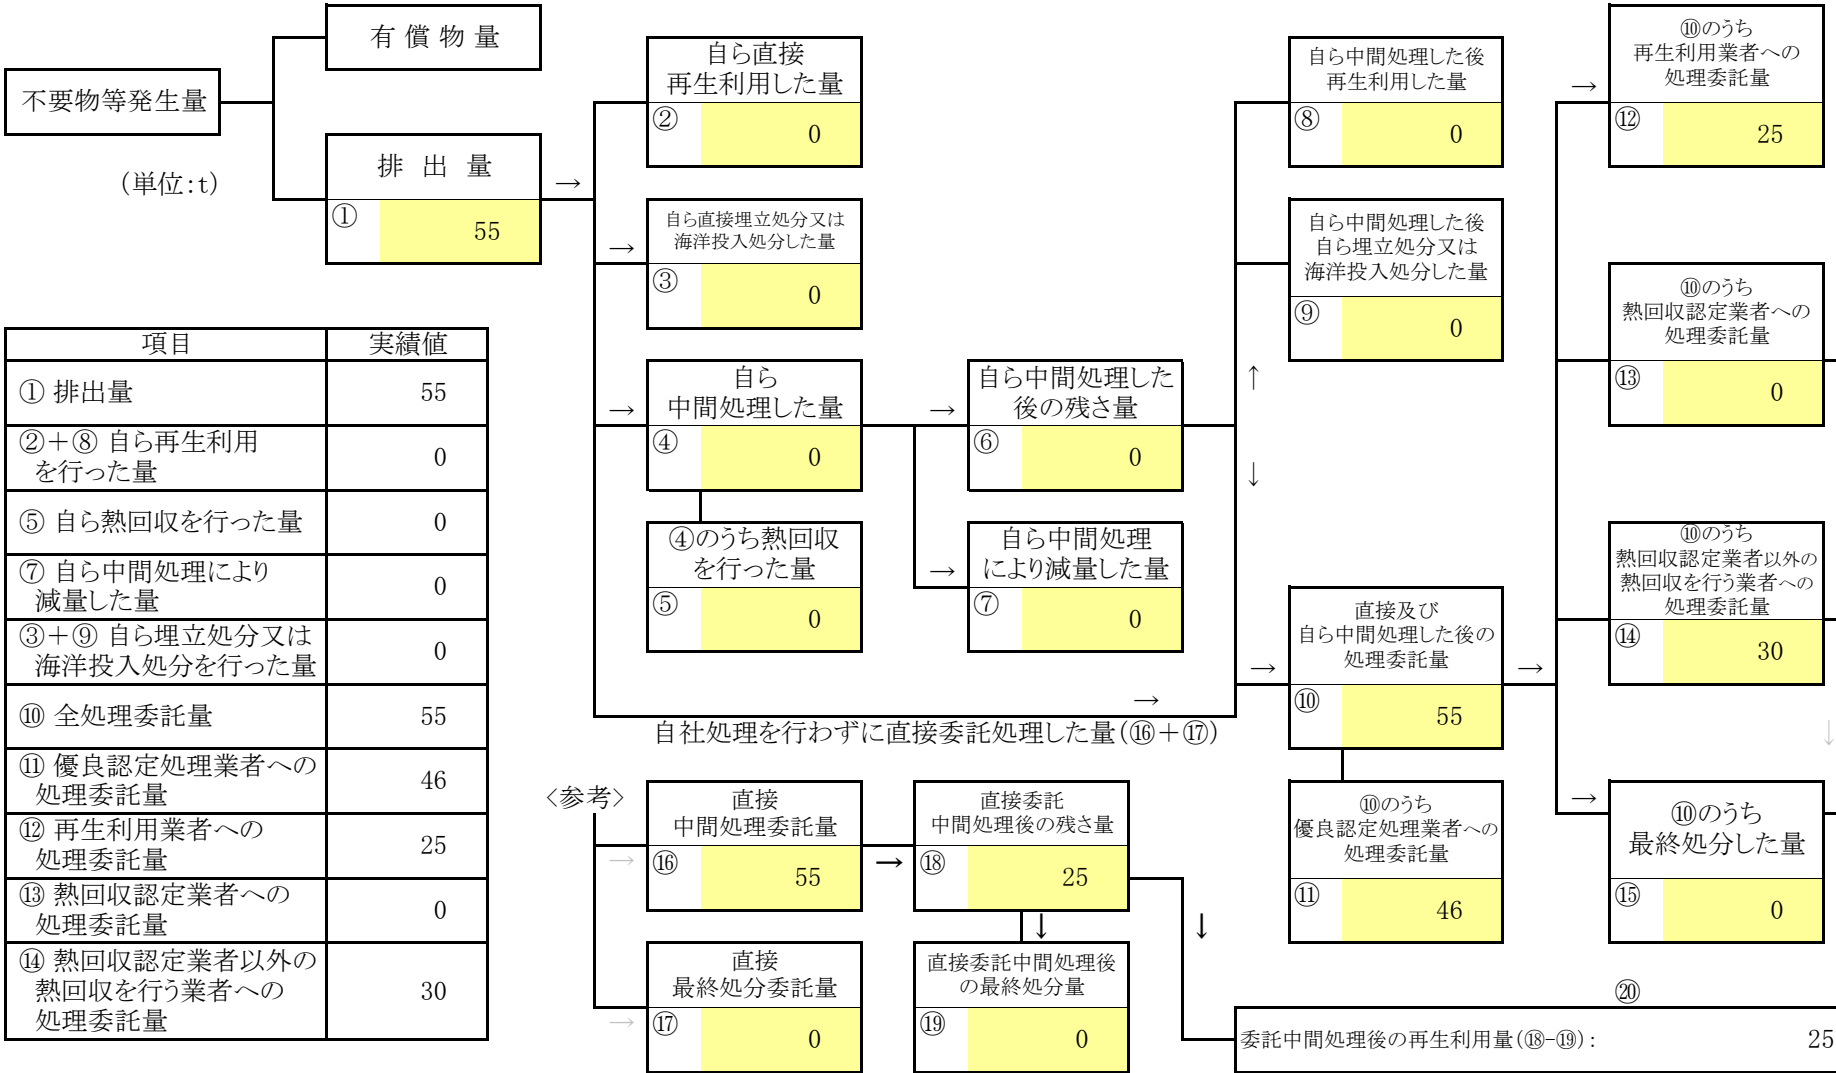 不要物等発生量
(単位:t)
有 償 物 量
排 出 量
①
55
→
自ら直接
再生利用した量
②
0
→
自ら直接埋立処分又は
海洋投入処分した量
③
0
→
自ら
中間処理した量
④
0
④のうち熱回収
を行った量
⑤
0
→
自ら中間処理した
後の残さ量
⑥
0
→
自ら中間処理
により減量した量
⑦
0
→
自社処理を行わずに直接委託処理した量(⑯+⑰)
↑
↓
自ら中間処理した後
再生利用した量
⑧
0
自ら中間処理した後
自ら埋立処分又は
海洋投入処分した量
⑨
0
→
直接及び
自ら中間処理した後の
処理委託量
⑩
55
⑩のうち
優良認定処理業者への
処理委託量
⑪
46
→
→
⑩のうち
再生利用業者への
処理委託量
⑫
25
⑩のうち
熱回収認定業者への
処理委託量
⑬
0
⑩のうち
熱回収認定業者以外の
熱回収を行う業者への
処理委託量
⑭
30
↓
→
⑩のうち
最終処分した量
⑮
0
項目 実績値
① 排出量 55
②+⑧ 自ら再生利用
を行った量 0
⑤ 自ら熱回収を行った量 0
⑦ 自ら中間処理により
減量した量 0
③+⑨ 自ら埋立処分又は
海洋投入処分を行った量 0
⑩ 全処理委託量 55
⑪ 優良認定処理業者への
処理委託量 46
⑫ 再生利用業者への
処理委託量 25
⑬ 熱回収認定業者への
処理委託量 0
⑭ 熱回収認定業者以外の
熱回収を行う業者への
処理委託量 30
〈参考〉
→
直接
中間処理委託量
⑯
55
→
直接
最終処分委託量
⑰
0
→
直接委託
中間処理後の残さ量
⑱
25
↓
直接委託中間処理後
の最終処分量
⑲
0
↓
⑳
委託中間処理後の再生利用量(⑱-⑲): 25